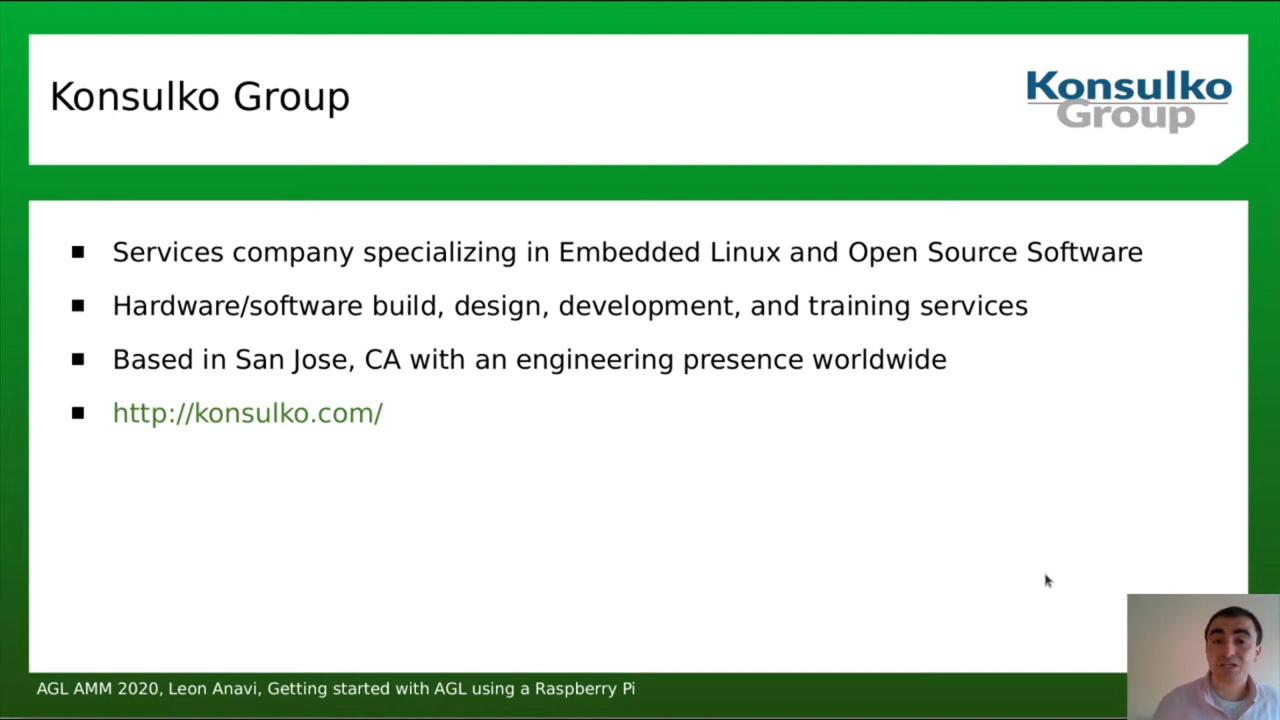 Konsulko Group
Konsulko
Group
Services company specializing in Embedded Linux and Open Source Software
Hardware/software build, design, development, and training services
Based in San Jose, CA with an engineering presence worldwide
http://konsulko.com/
AGL AMM 2020, Leon Anavi, Getting started with AGL using a Raspberry Pi